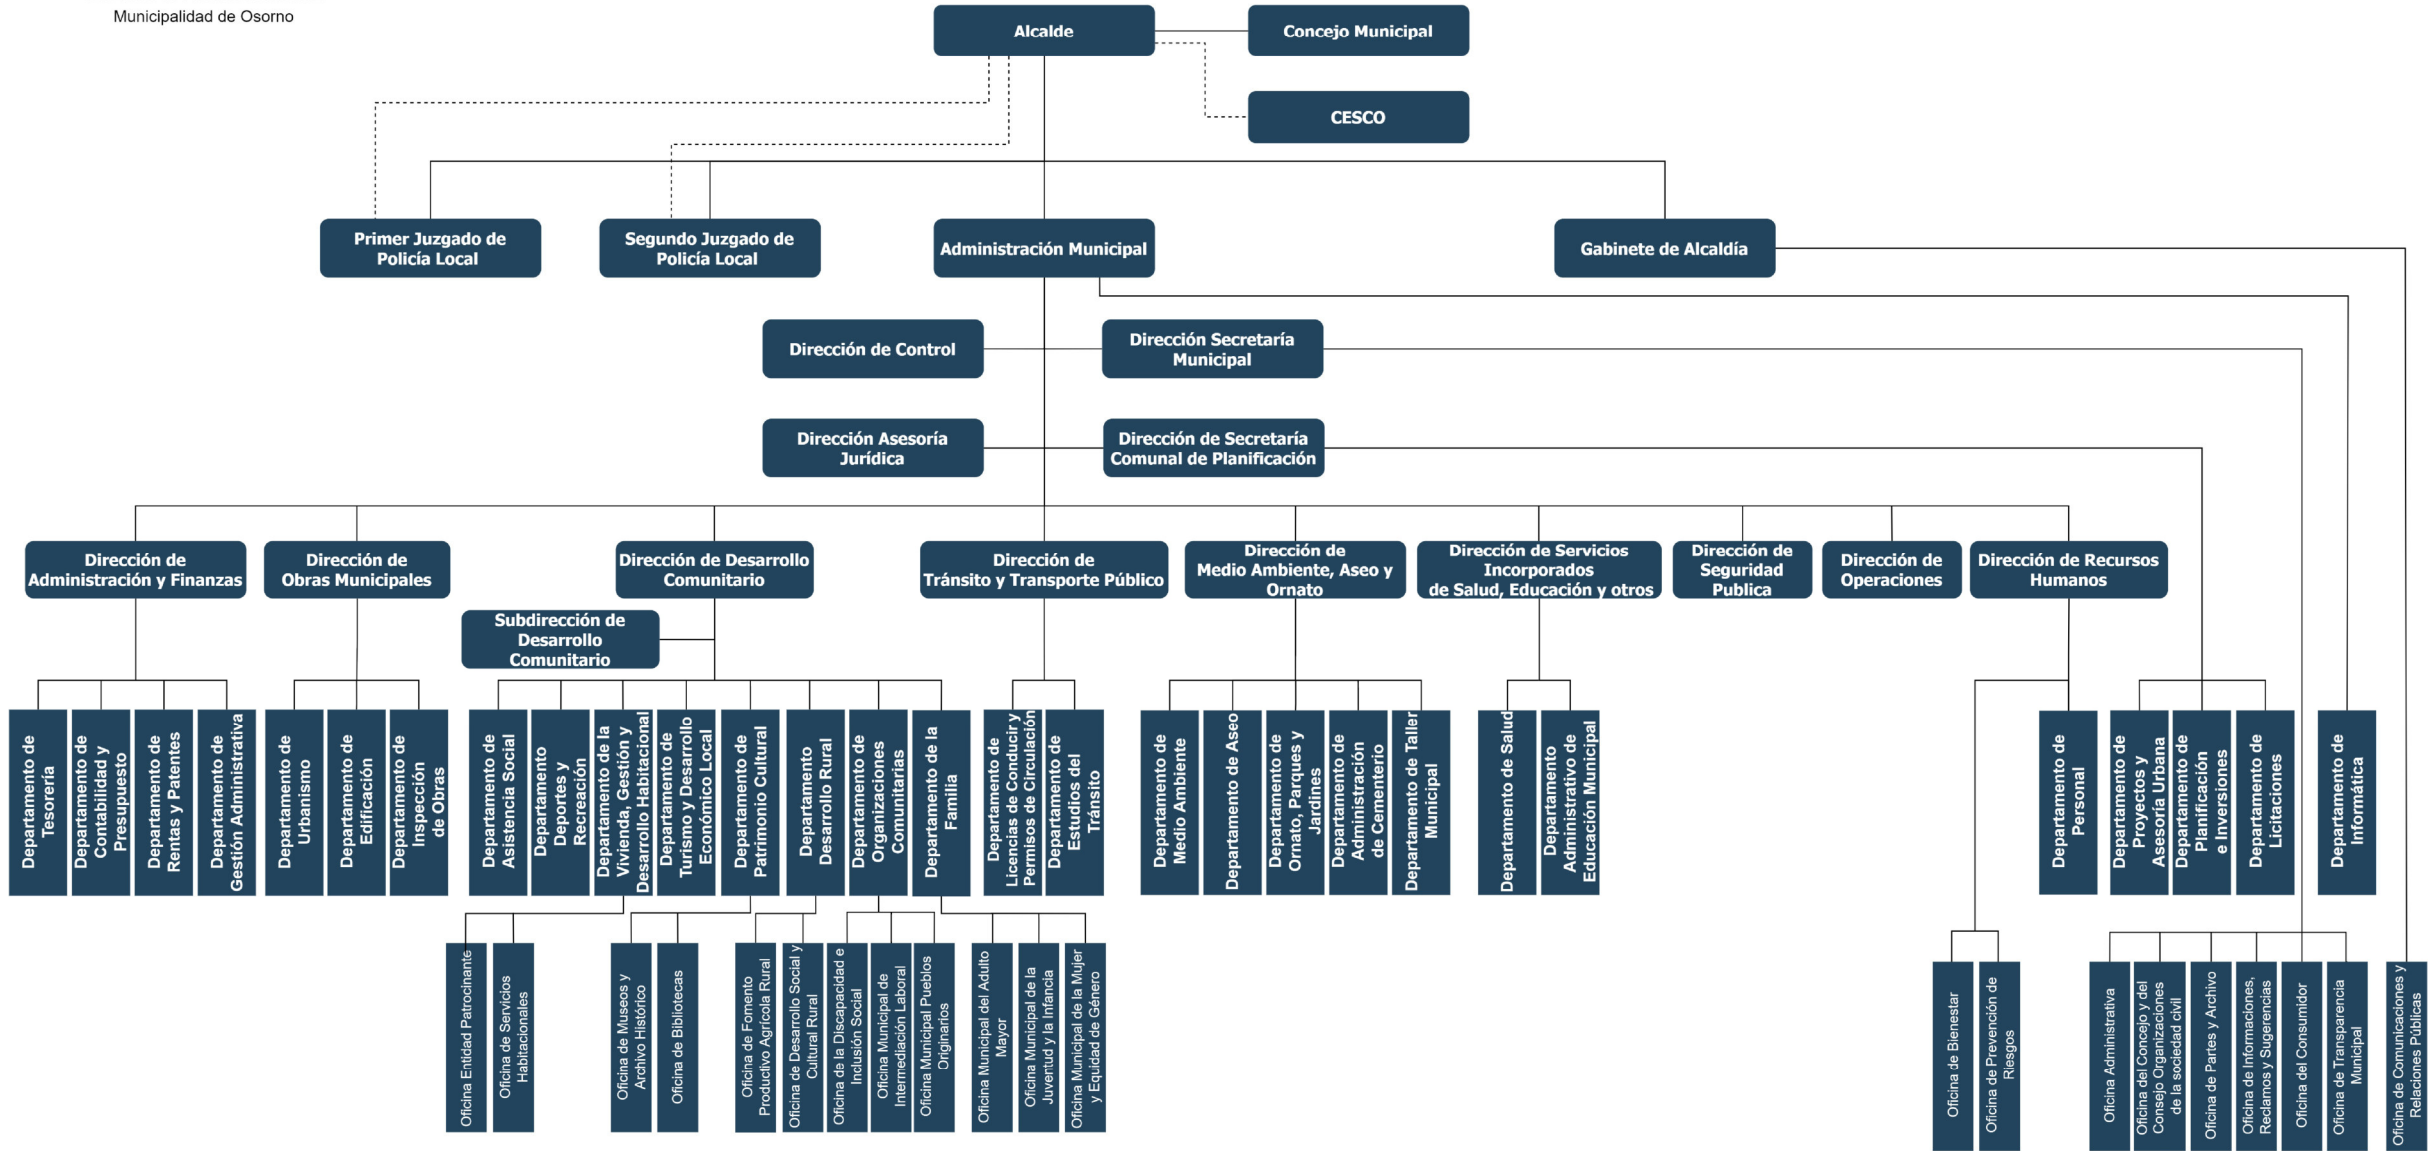 Municipalidad de Osorno
Alcalde
Concejo Municipal
CESCO
Primer Juzgado de
Policía Local
Segundo Juzgado de
Policía Local
Administración Municipal
Gabinete de Alcaldía
Dirección de Control
Dirección Secretaría
Municipal
Dirección Asesoría
Jurídica
Dirección de Secretaría
Comunal de Planificación
Dirección de
Administración y Finanzas
Dirección de
Obras Municipales
Dirección de Desarrollo
Comunitario
Dirección de
Tránsito y Transporte Público
Dirección de
Medio Ambiente, Aseo y
Ornato
Dirección de Servicios
Incorporados
de Salud, Educación y otros
Dirección de
Seguridad
Publica
Dirección de
Operaciones
Dirección de Recursos
Humanos
Subdirección de
Desarrollo
Comunitario
Departamento de
Tesorería
Departamento de
Contabilidad y
Presupuesto
Departamento de
Rentas y Patentes
Departamento de
Gestión Administrativa
Departamento de
Urbanismo
Departamento de
Edificación
Departamento de
Inspección
de Obras
Departamento de
Asistencia Social
Departamento
Deportes y
Recreación
Departamento de la
Vivienda, Gestión y
Desarrollo Habitacional
Departamento de
Turismo y Desarrollo
Económico Local
Departamento de
Patrimonio Cultural
Departamento
Desarrollo Rural
Departamento de
Organizaciones
Comunitarias
Departamento de la
Familia
Departamento de
Licencias de Conducir y
Permisos de Circulación
Departamento de
Estudios del
Tránsito
Departamento de
Medio Ambiente
Departamento de Aseo
Departamento de
Ornato, Parques y
Jardines
Departamento de
Administración
de Cementerio
Departamento de Taller
Municipal
Departamento de Salud
Departamento
Administrativo de
Educación Municipal
Departamento de
Personal
Departamento de
Proyectos y
Asesoría Urbana
Departamento de
Planificación
e Inversiones
Departamento de
Licitaciones
Departamento de
Informática
Oficina Entidad Patrocinante
Oficina de Servicios
Habitacionales
Oficina de Museos y
Archivo Histórico
Oficina de Bibliotecas
Oficina de Fomento
Productivo Agrícola Rural
Oficina de Desarrollo Social y
Cultural Rural
Oficina de la Discapacidad e
Inclusión Social
Oficina Municipal de
Intermediación Laboral
Oficina Municipal Pueblos
Originarios
Oficina Municipal del Adulto
Mayor
Oficina Municipal de la
Juventud y la Infancia
Oficina Municipal de la Mujer
y Equidad de Género
Oficina de Bienestar
Oficina de Prevención de
Riesgos
Oficina Administrativa
Oficina del Concejo y del
Consejo Organizaciones
de la sociedad civil
Oficina de Partes y Archivo
Oficina de Informaciones,
Reclamos y Sugerencias
Oficina del Consumidor
Oficina de Transparencia
Municipal
Oficina de Comunicaciones y
Relaciones Públicas